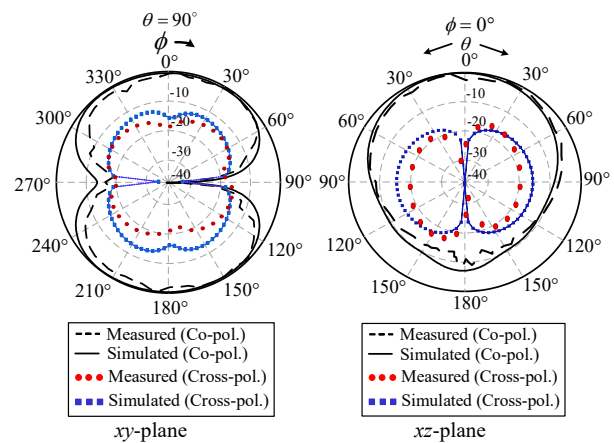 θ = 90°
ϕ
0°
30°
60°
90°
120°
150°
180°
210°
240°
270°
300°
330°
-10
-20
-30
-40
-40
Measured (Co-pol.)
Simulated (Co-pol.)
Measured (Cross-pol.)
Simulated (Cross-pol.)
xy-plane
ϕ = 0°
θ
0°
30°
60°
90°
120°
150°
180°
150°
120°
90°
60°
30°
-10
-20
-30
-40
Measured (Co-pol.)
Simulated (Co-pol.)
Measured (Cross-pol.)
Simulated (Cross-pol.)
xz-plane